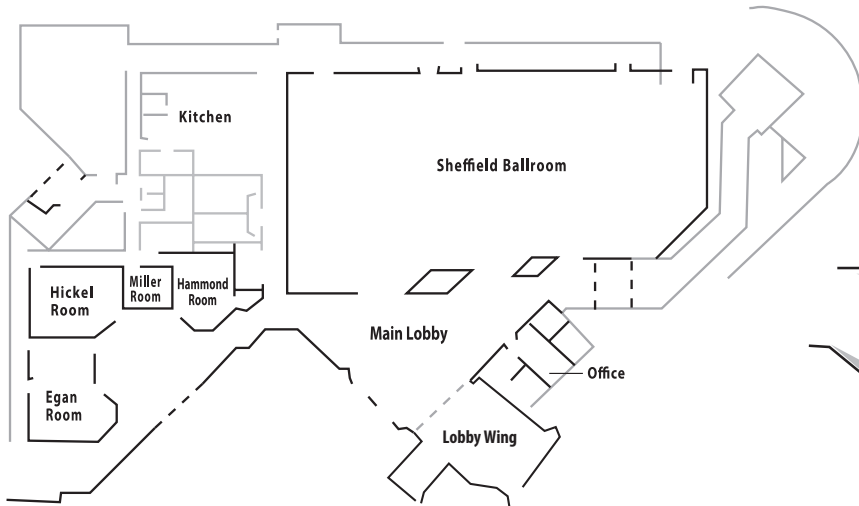 Kitchen
Sheffield Ballroom
Hickel
Room
Miller
Room
Hammond
Room
Main Lobby
Office
Egan
Room
Lobby Wing